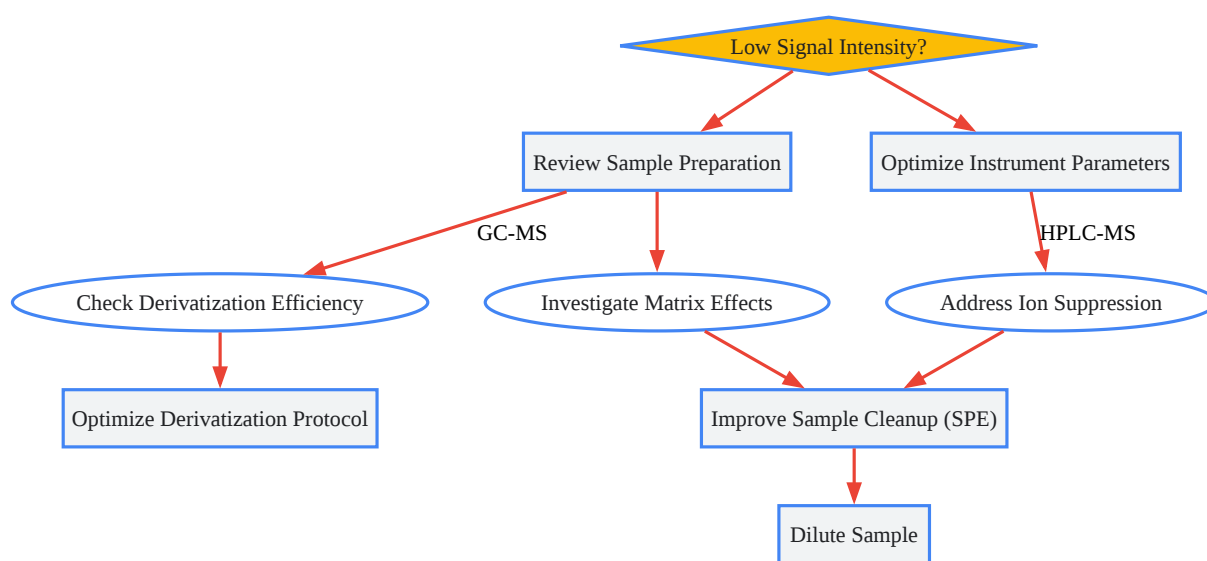 Low Signal Intensity?
Review Sample Preparation
Optimize Instrument Parameters
GC-MS
HPLC-MS
Check Derivatization Efficiency
Investigate Matrix Effects
Address Ion Suppression
Optimize Derivatization Protocol
Improve Sample Cleanup (SPE)
Dilute Sample